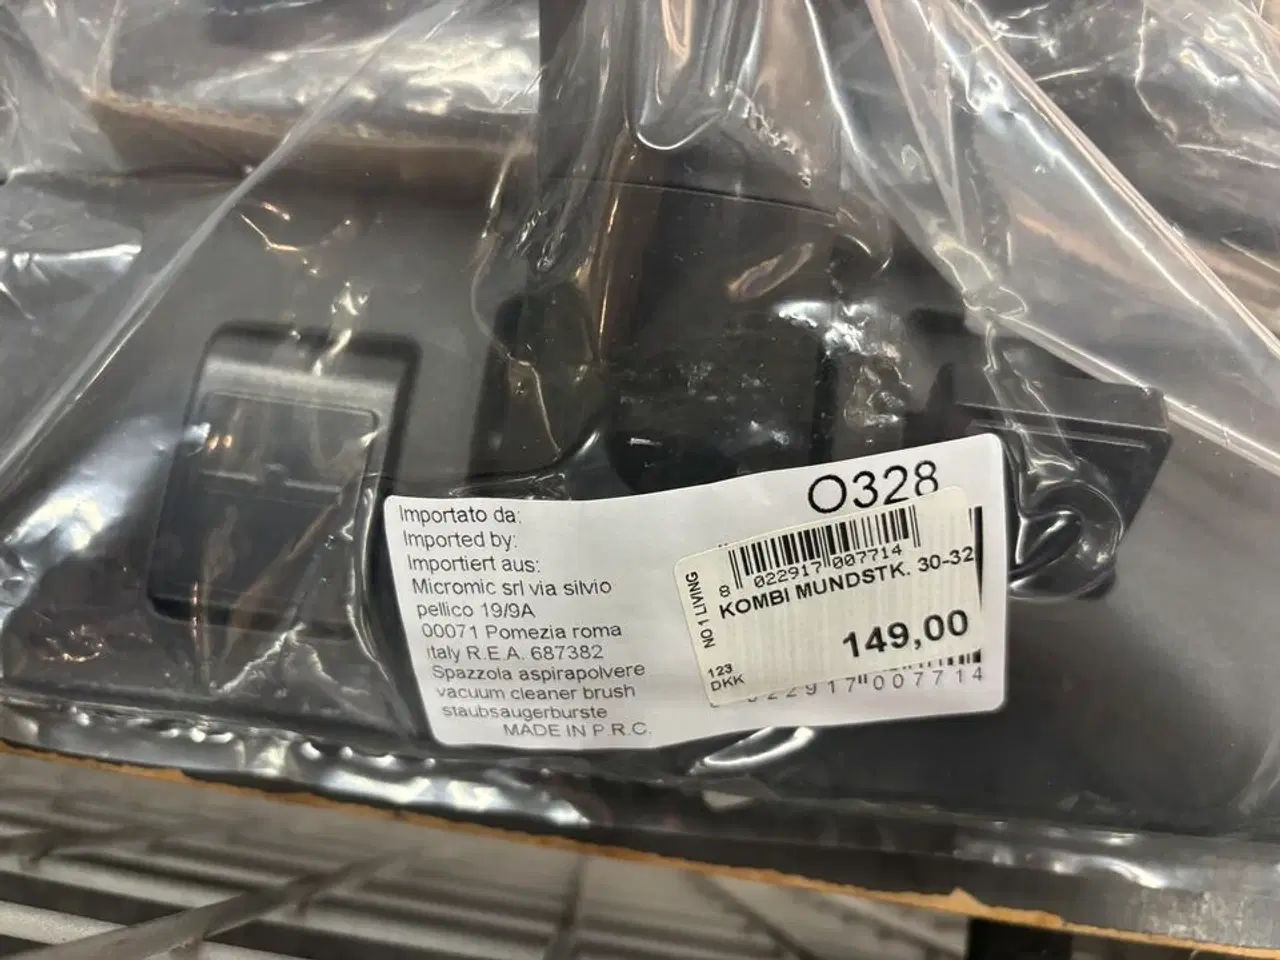 Importato da:
Imported by:
Importiert aus:
Micromic srl via silvio
pellico 19/9A
00071 Pomezia roma
italy R.E.A. 687382
Spazzola aspirapolvere
vacuum cleaner brush
staubsaugerburste
MADE IN P.R.C.
O328
8 022917 007714
KOMBI MUNDSTK. 30-32
NO 1 LIVING
149,00
123
DKK
022917 007714